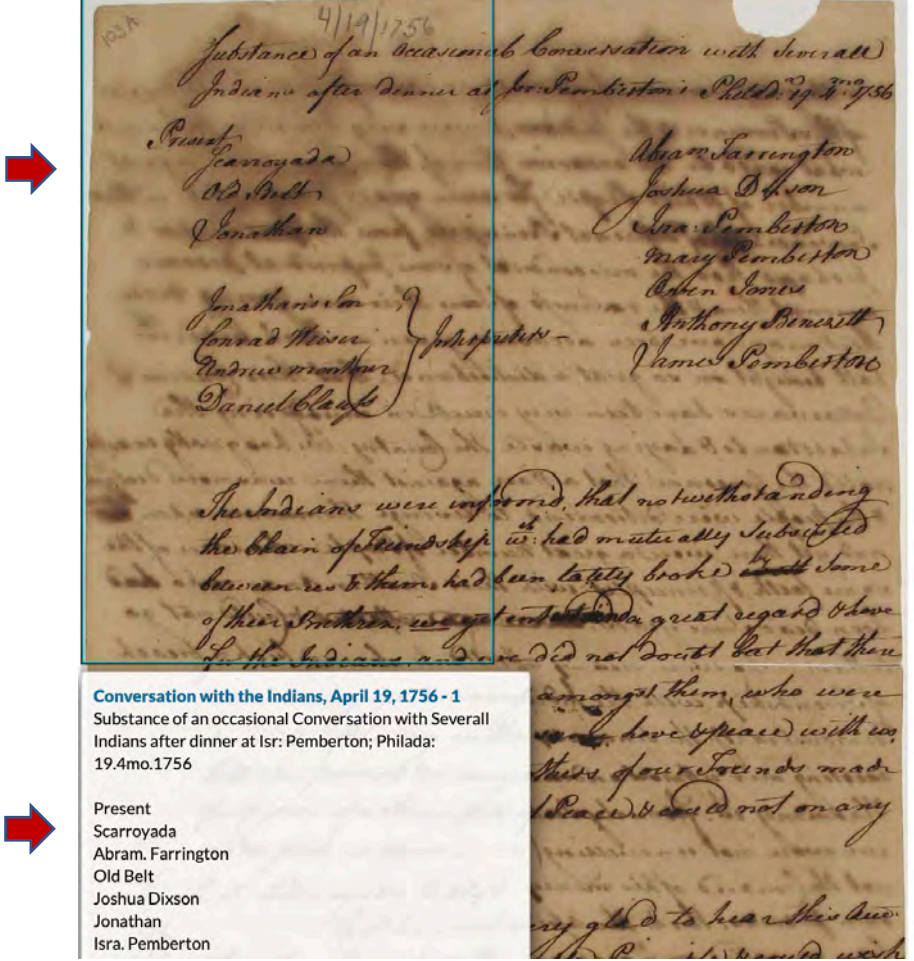 103A
4/19/1756
Substance of an occasional Conversation with Severall
Indians after dinner at Isr: Pemberton's Philad: 19 4mo: 1756
Present
Scarroyada
Old Belt
Jonathan
Jonathan's Son
Conrad Weiser
Andrew Montour
Daniel Clauss
Interpreters -
Abram Farrington
Joshua Dixson
Isra: Pemberton
Mary Pemberton
Owen Jones
Anthony Benezett
James Pemberton
The Indians were informd, that notwithstanding
the Chain of Friendship wch: had mutually Subsisted
between us & them had been lately broke by some
of their Brethren, we yet entertaind a great regard & love
for the Indians, and we did not doubt but that there
amongst them, who were
love & peace with us
of our Friends made
Peace, & could not on any
very glad to hear this
Conversation with the Indians, April 19, 1756 - 1
Substance of an occasional Conversation with Severall
Indians after dinner at Isr: Pemberton; Philada:
19.4mo.1756
Present
Scarroyada
Abram. Farrington
Old Belt
Joshua Dixson
Jonathan
Isra. Pemberton